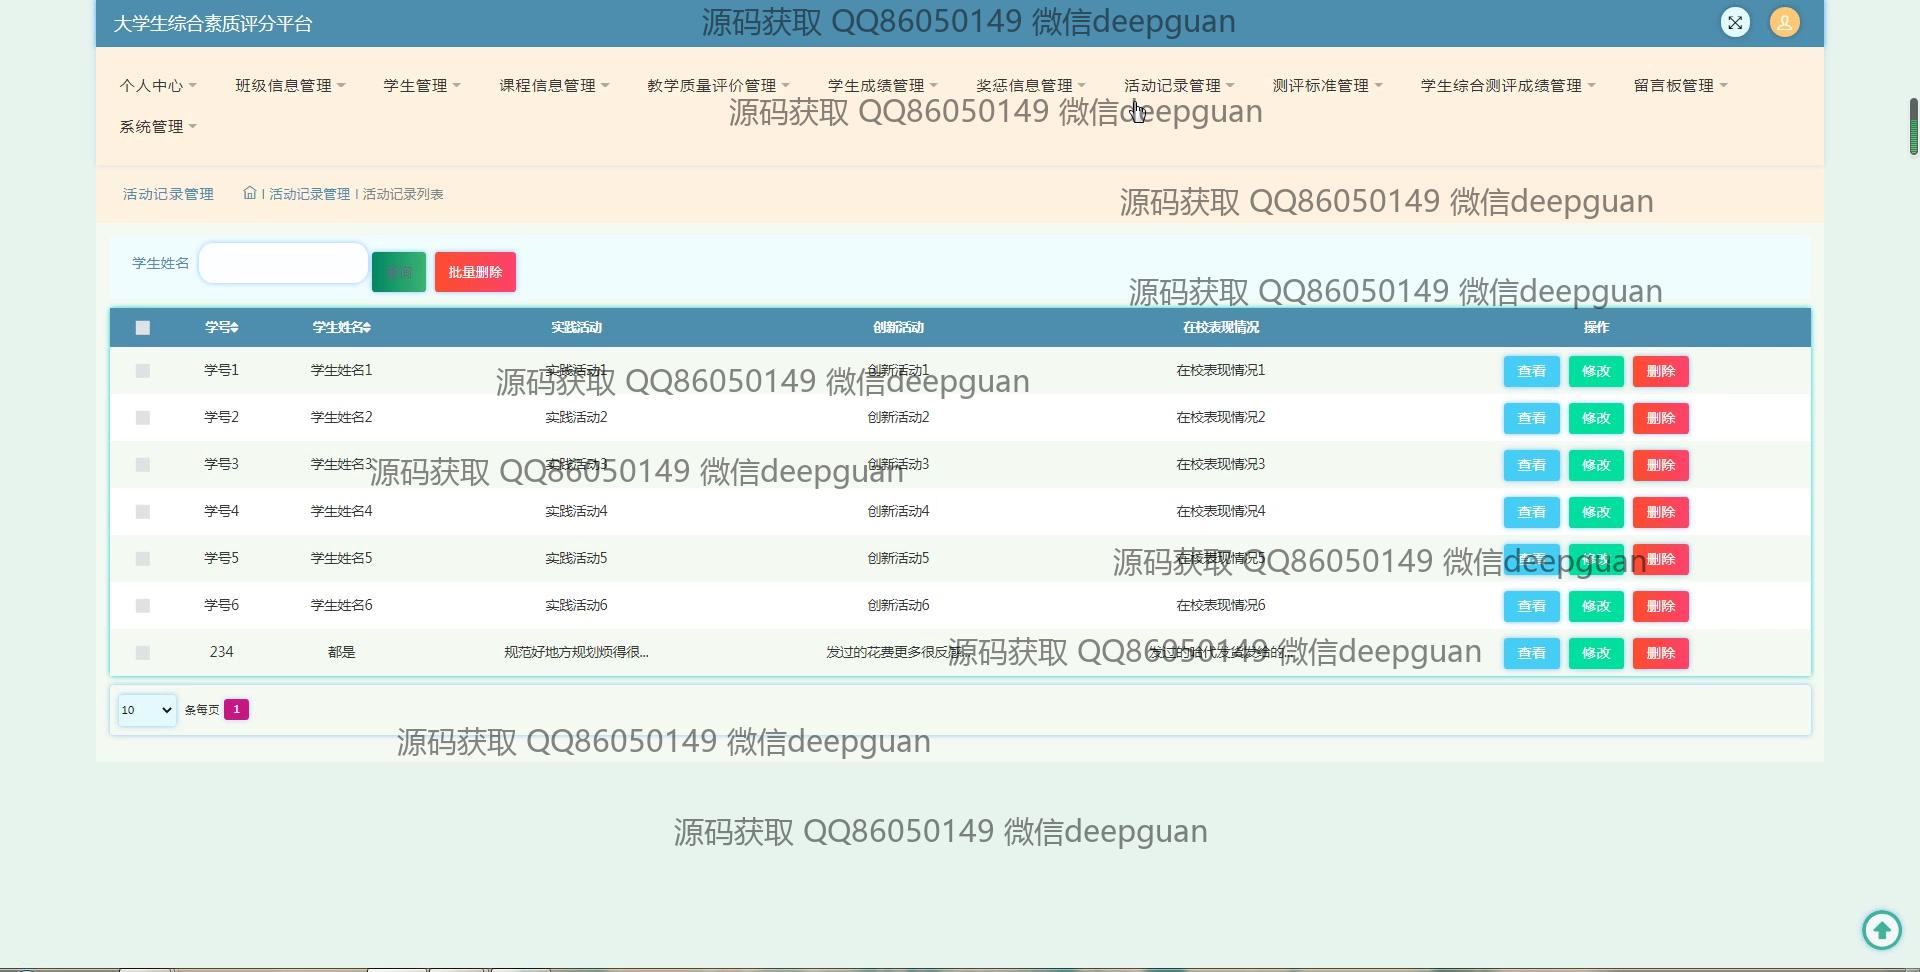 大学生综合素质评分平台
源码获取 QQ86050149 微信deepguan
个人中心 班级信息管理 学生管理 课程信息管理 教学质量评价管理 学生成绩管理 奖惩信息管理 活动记录管理 测评标准管理 学生综合测评成绩管理 留言板管理
源码获取 QQ86050149 微信deepguan
系统管理
活动记录管理 活动记录管理 活动记录列表
源码获取 QQ86050149 微信deepguan
学生姓名 查询 批量删除
源码获取 QQ86050149 微信deepguan
学号 学生姓名 实践活动 创新活动 在校表现情况 操作
学号1 学生姓名1 实践活动1 创新活动1 在校表现情况1 查看 修改 删除
源码获取 QQ86050149 微信deepguan
学号2 学生姓名2 实践活动2 创新活动2 在校表现情况2 查看 修改 删除
学号3 学生姓名3 实践活动3 创新活动3 在校表现情况3 查看 修改 删除
源码获取 QQ86050149 微信deepguan
学号4 学生姓名4 实践活动4 创新活动4 在校表现情况4 查看 修改 删除
学号5 学生姓名5 实践活动5 创新活动5 在校表现情况5 查看 修改 删除
源码获取 QQ86050149 微信deepguan
学号6 学生姓名6 实践活动6 创新活动6 在校表现情况6 查看 修改 删除
234 都是 规范好地方规划烦得很... 发过的花费更多很反 查看 修改 删除
源码获取 QQ86050149 微信deepguan
10 条每页 1
源码获取 QQ86050149 微信deepguan
源码获取 QQ86050149 微信deepguan